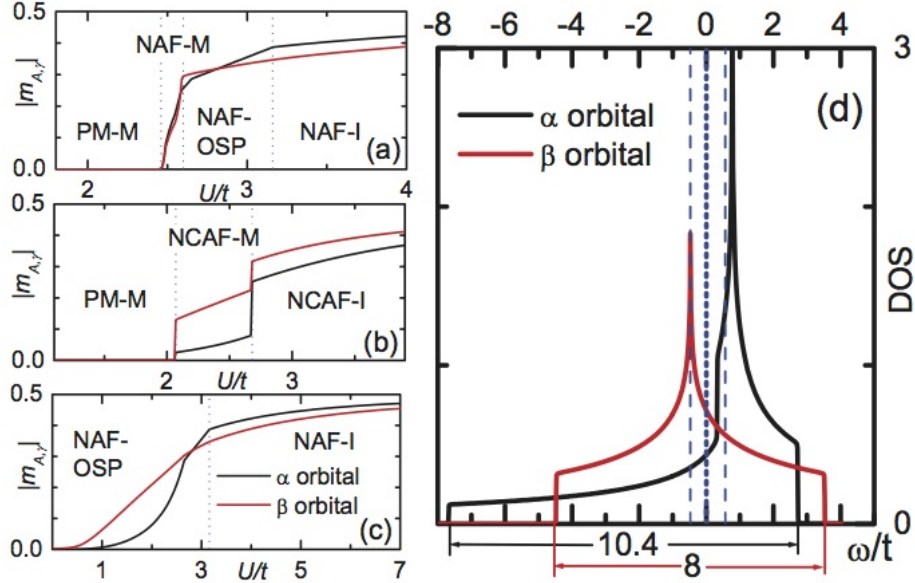 0.5
|m_{A,γ}|
0.0
NAF-M
PM-M
NAF-
OSP
NAF-I
(a)
2
U/t
3
4
|m_{A,γ}|
0.0
NCAF-M
PM-M
NCAF-I
(b)
2
U/t
3
0.5
|m_{A,γ}|
0.0
NAF-
OSP
NAF-I
α orbital
β orbital
(c)
1
3
U/t
5
7
-8 -6 -4 -2 0 2 4
3
α orbital
β orbital
(d)
DOS
0
10.4
8
ω/t